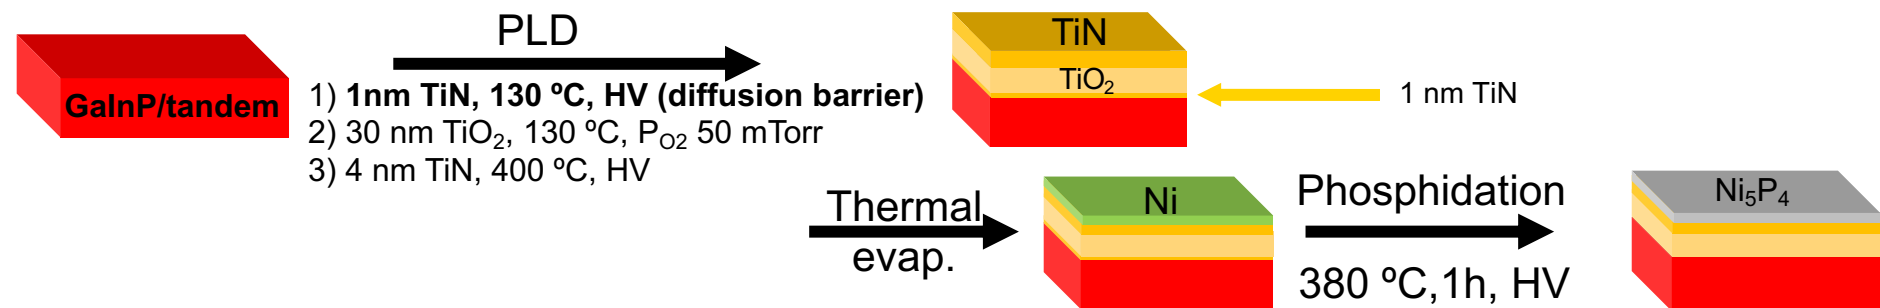 GaInP/tandem
PLD
1) 1nm TiN, 130 ºC, HV (diffusion barrier)
2) 30 nm TiO₂, 130 ºC, P_O2 50 mTorr
3) 4 nm TiN, 400 ºC, HV
TiN
TiO₂
1 nm TiN
Thermal
evap.
Ni
Phosphidation
380 ºC,1h, HV
Ni₅P₄